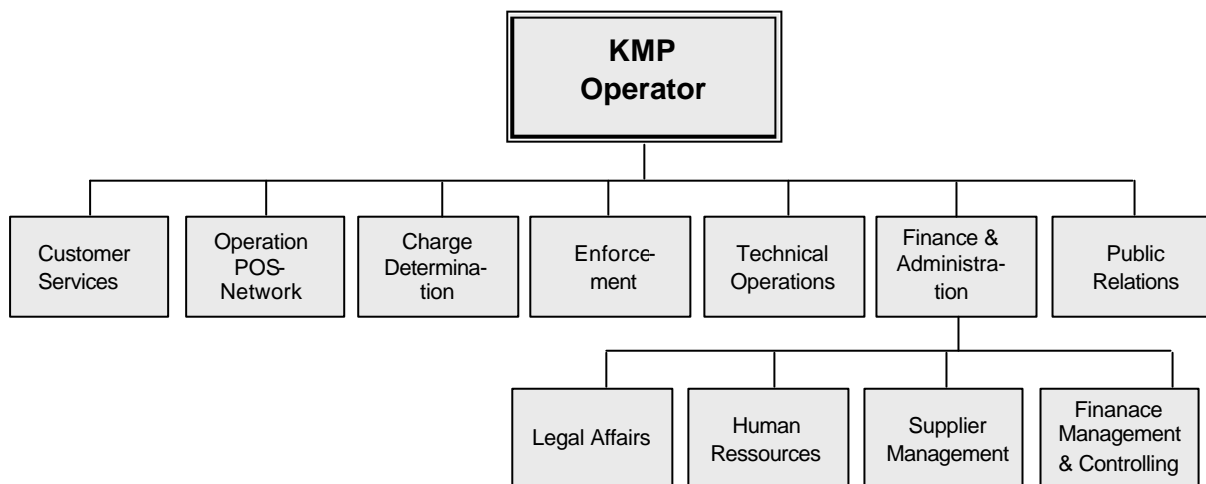 KMP
Operator
Customer
Services
Operation
POS-
Network
Charge
Determina-
tion
Enforce-
ment
Technical
Operations
Finance &
Administra-
tion
Public
Relations
Legal Affairs
Human
Ressources
Supplier
Management
Finanace
Management
& Controlling